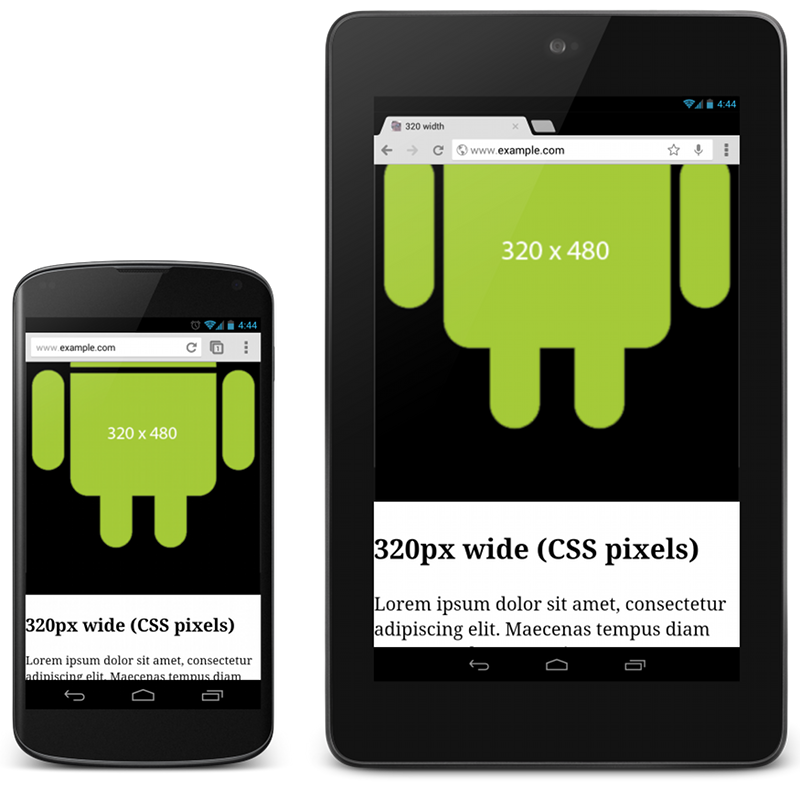 4:44
www.example.com
1
320 x 480
320px wide (CSS pixels)
Lorem ipsum dolor sit amet, consectetur
adipiscing elit. Maecenas tempus diam
4:44
320 width
www.example.com
320 x 480
320px wide (CSS pixels)
Lorem ipsum dolor sit amet, consectetur
adipiscing elit. Maecenas tempus diam